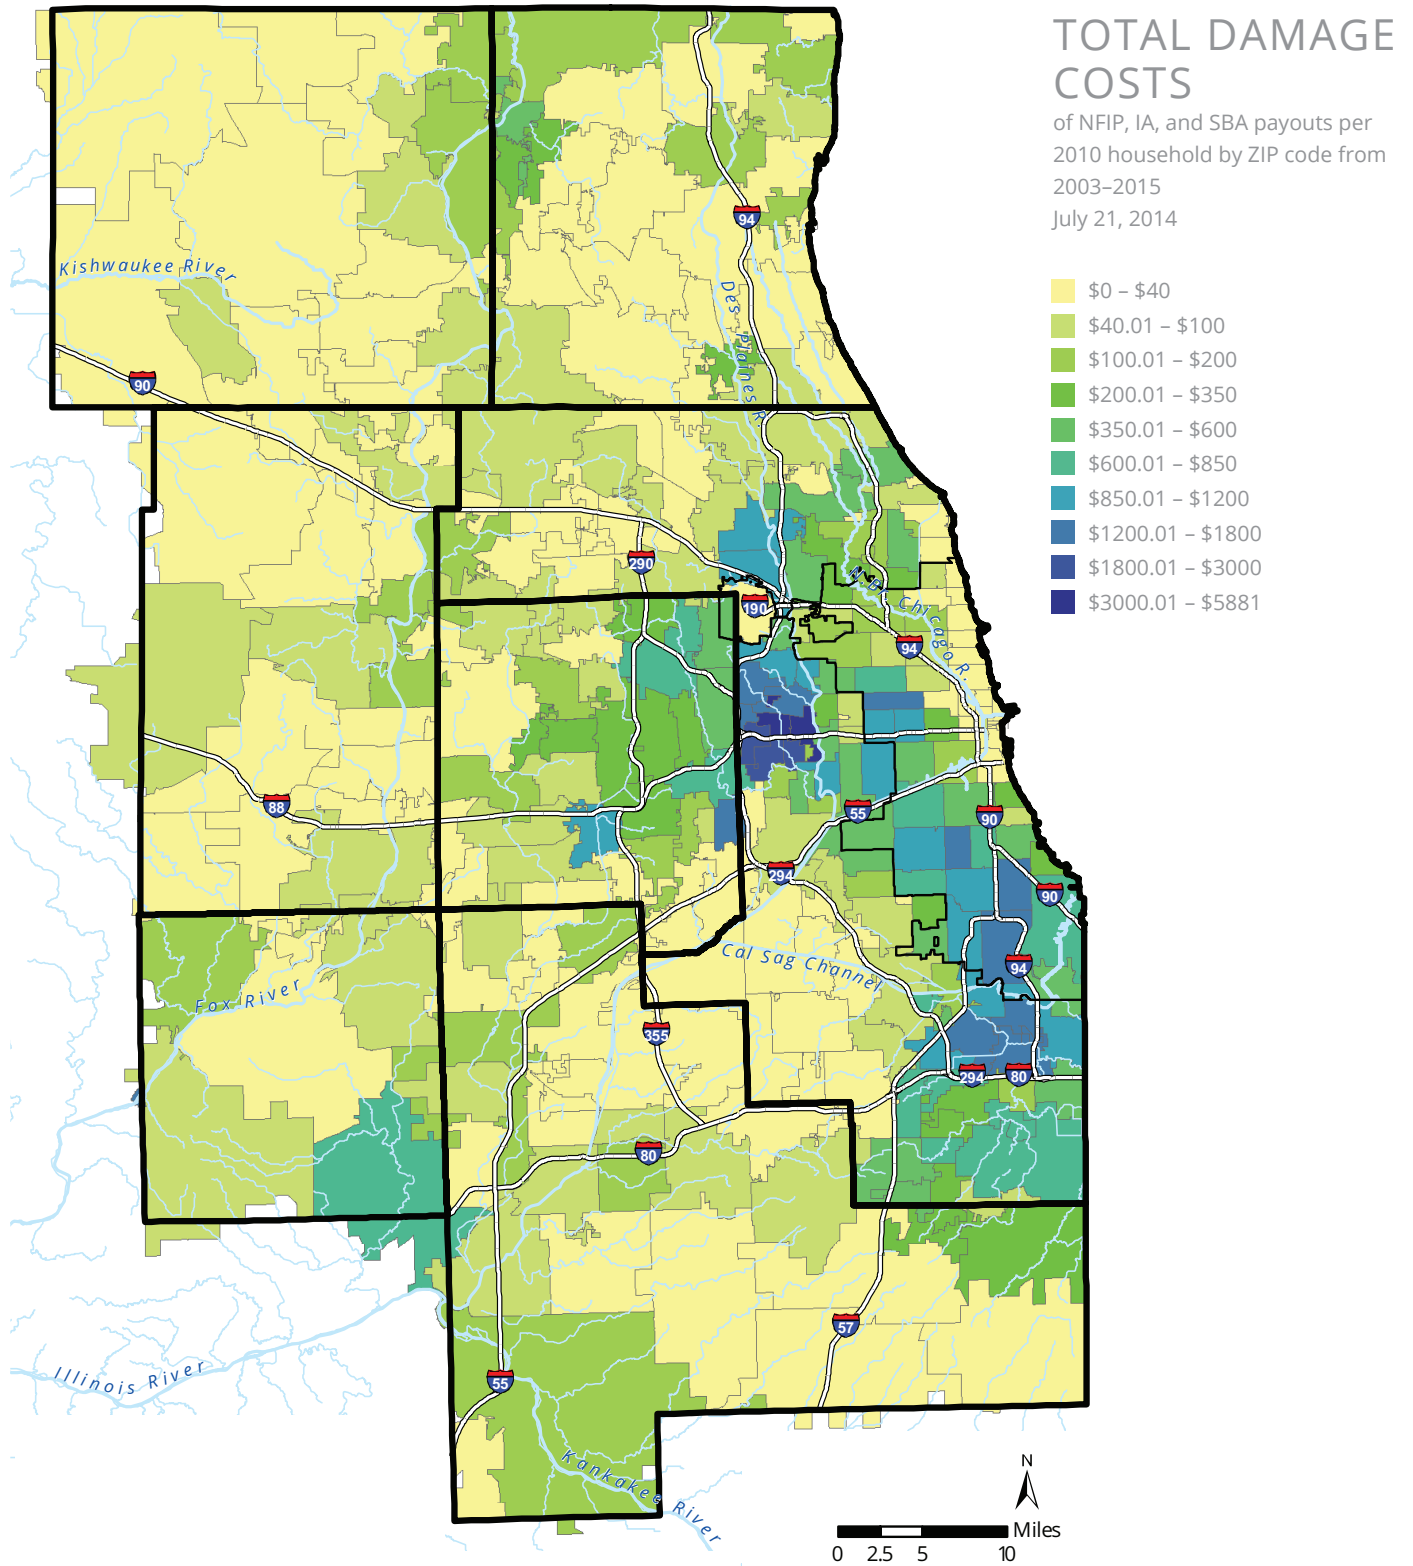 TOTAL DAMAGE
COSTS
of NFIP, IA, and SBA payouts per
2010 household by ZIP code from
2003–2015
July 21, 2014
$0 – $40
$40.01 – $100
$100.01 – $200
$200.01 – $350
$350.01 – $600
$600.01 – $850
$850.01 – $1200
$1200.01 – $1800
$1800.01 – $3000
$3000.01 – $5881
94
Kishwaukee River
Des Plaines R.
90
290
190
N. Br. Chicago R.
94
88
55
90
294
90
Cal Sag Channel
94
Fox River
355
294
80
80
57
Illinois River
55
Kankakee River
N
Miles
0 2.5 5 10